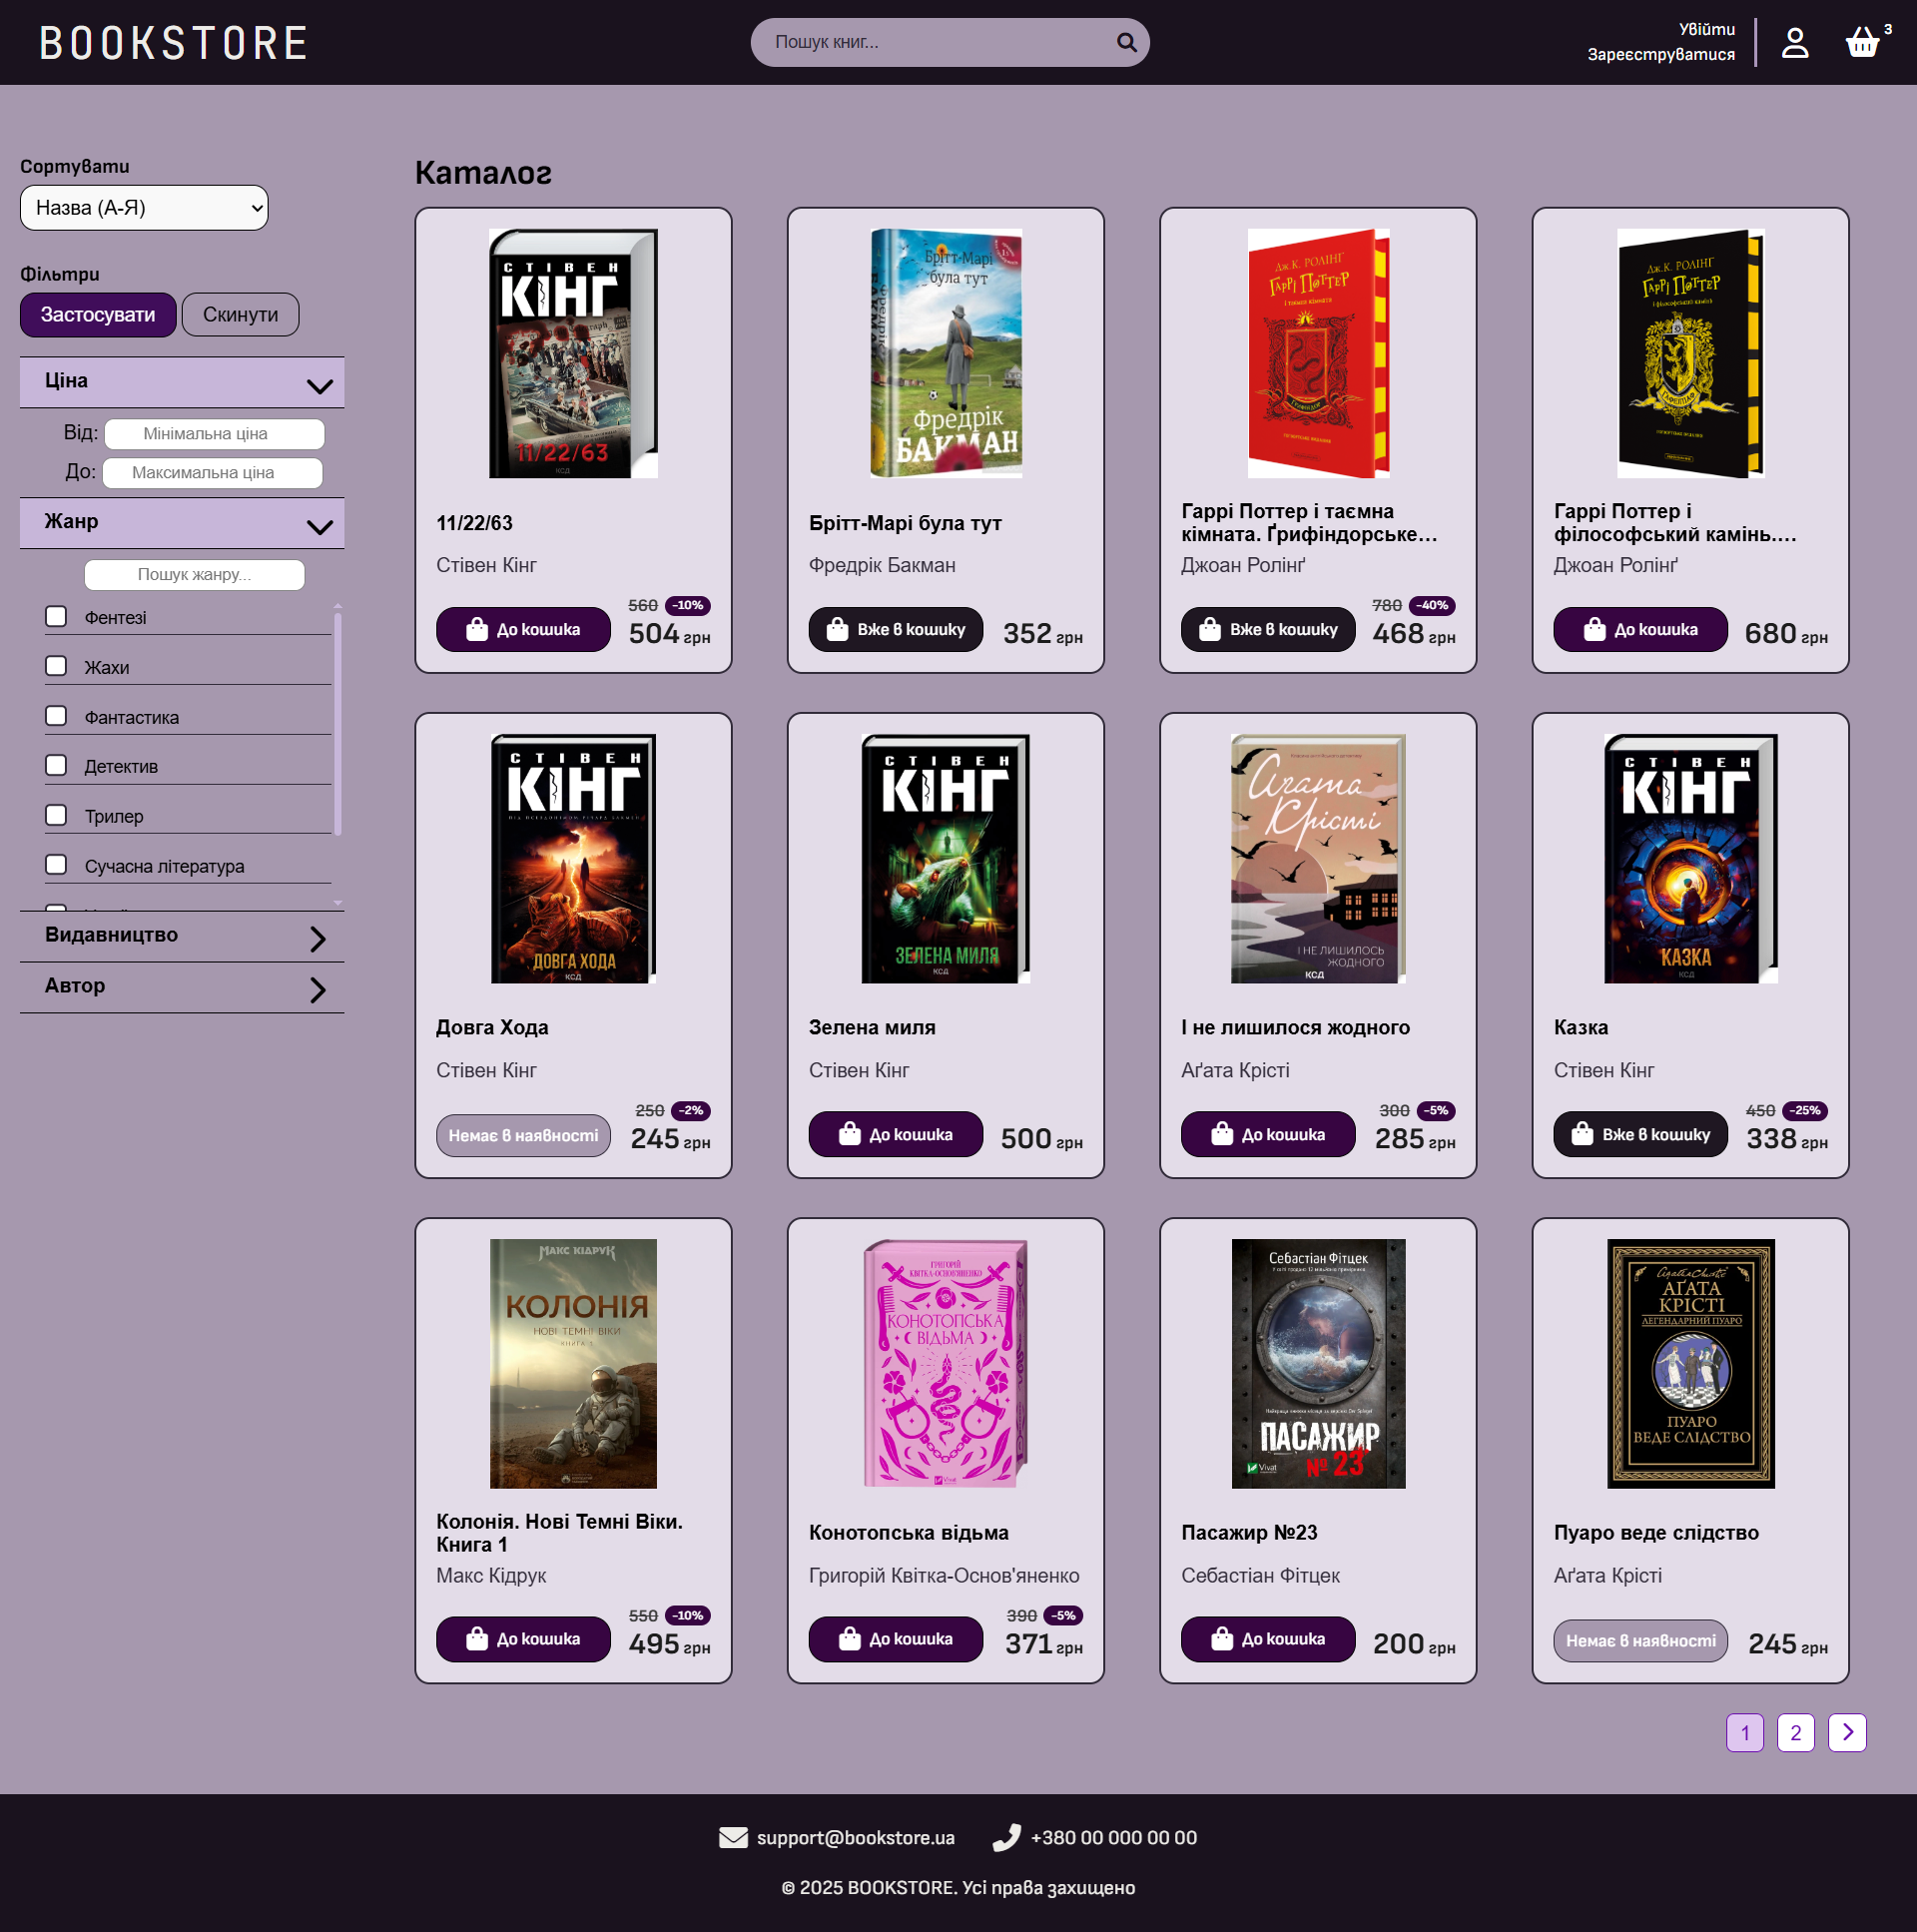 BOOKSTORE
Пошук книг...
Увійти
Зареєструватися
3
Сортувати
Назва (А-Я)
Фільтри
Застосувати
Скинути
Ціна
Від:
Мінімальна ціна
До:
Максимальна ціна
Жанр
Пошук жанру...
Фентезі
Жахи
Фантастика
Детектив
Трилер
Сучасна література
Видавництво
Автор
Каталог
СТІВЕН
КІНГ
11/22/63
КСД
11/22/63
Стівен Кінг
До кошика
560 -10%
504 грн
Брітт-Марі
була тут
Фредрік
БАКМАН
Брітт-Марі була тут
Фредрік Бакман
Вже в кошику
352 грн
Дж.К. РОЛІНГ
ГАРРІ ПОТТЕР
і таємна кімната
ГРИФІНДОР
Гаррі Поттер і таємна
кімната. Ґрифіндорське...
Джоан Ролінґ
Вже в кошику
780 -40%
468 грн
Дж.К. РОЛІНГ
ГАРРІ ПОТТЕР
і філософський камінь
Гаррі Поттер і
філософський камінь....
Джоан Ролінґ
До кошика
680 грн
СТІВЕН
КІНГ
ПІД ПСЕВДОНІМОМ РІЧАРД БАКМАН
ДОВГА ХОДА
КСД
Довга Хода
Стівен Кінг
Немає в наявності
250 -2%
245 грн
СТІВЕН
КІНГ
ЗЕЛЕНА МИЛЯ
КСД
Зелена миля
Стівен Кінг
До кошика
500 грн
Агата
Крісті
І НЕ ЛИШИЛОСЬ
ЖОДНОГО
КСД
І не лишилося жодного
Аґата Крісті
До кошика
300 -5%
285 грн
СТІВЕН
КІНГ
КАЗКА
КСД
Казка
Стівен Кінг
Вже в кошику
450 -25%
338 грн
МАКС КІДРУК
КОЛОНІЯ
НОВІ ТЕМНІ ВІКИ
КНИГА 1
Колонія. Нові Темні Віки.
Книга 1
Макс Кідрук
До кошика
550 -10%
495 грн
ГРИГОРІЙ
КВІТКА-ОСНОВ'ЯНЕНКО
КОНОТОПСЬКА
ВІДЬМА
Vivat
Конотопська відьма
Григорій Квітка-Основ'яненко
До кошика
390 -5%
371 грн
Себастіан Фітцек
ПАСАЖИР
№ 23
Vivat
Пасажир №23
Себастіан Фітцек
До кошика
200 грн
Agatha Christie
АҐАТА
КРІСТІ
ЛЕГЕНДАРНИЙ ПУАРО
ПУАРО
ВЕДЕ СЛІДСТВО
Пуаро веде слідство
Аґата Крісті
Немає в наявності
245 грн
1
2
support@bookstore.ua
+380 00 000 00 00
© 2025 BOOKSTORE. Усі права захищено